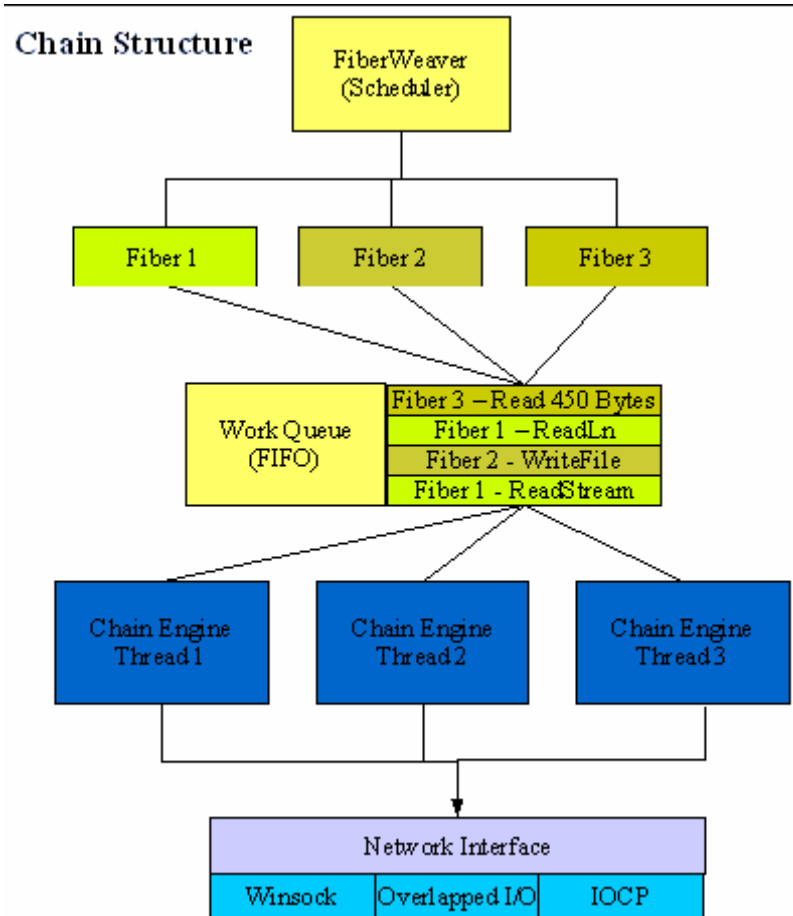 Chain Structure
FiberWeaver
(Scheduler)
Fiber 1
Fiber 2
Fiber 3
Work Queue
(FIFO)
Fiber 3 – Read 450 Bytes
Fiber 1 – ReadLn
Fiber 2 - WriteFile
Fiber 1 - ReadStream
Chain Engine
Thread 1
Chain Engine
Thread 2
Chain Engine
Thread 3
Network Interface
Winsock
Overlapped I/O
IOCP